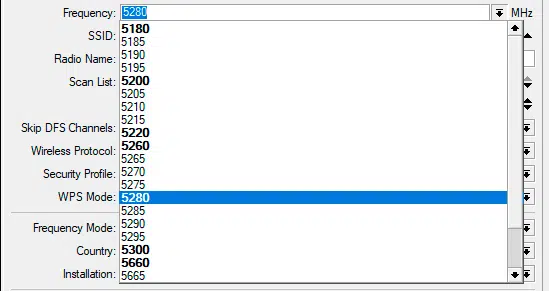 Frequency: 5280 MHz
5180
SSID: 5185
5190
Radio Name: 5195
Scan List: 5200
5205
5210
5215
Skip DFS Channels: 5220
Wireless Protocol: 5260
5265
Security Profile: 5270
5275
WPS Mode: 5280
5285
Frequency Mode: 5290
5295
Country: 5300
5660
Installation: 5665